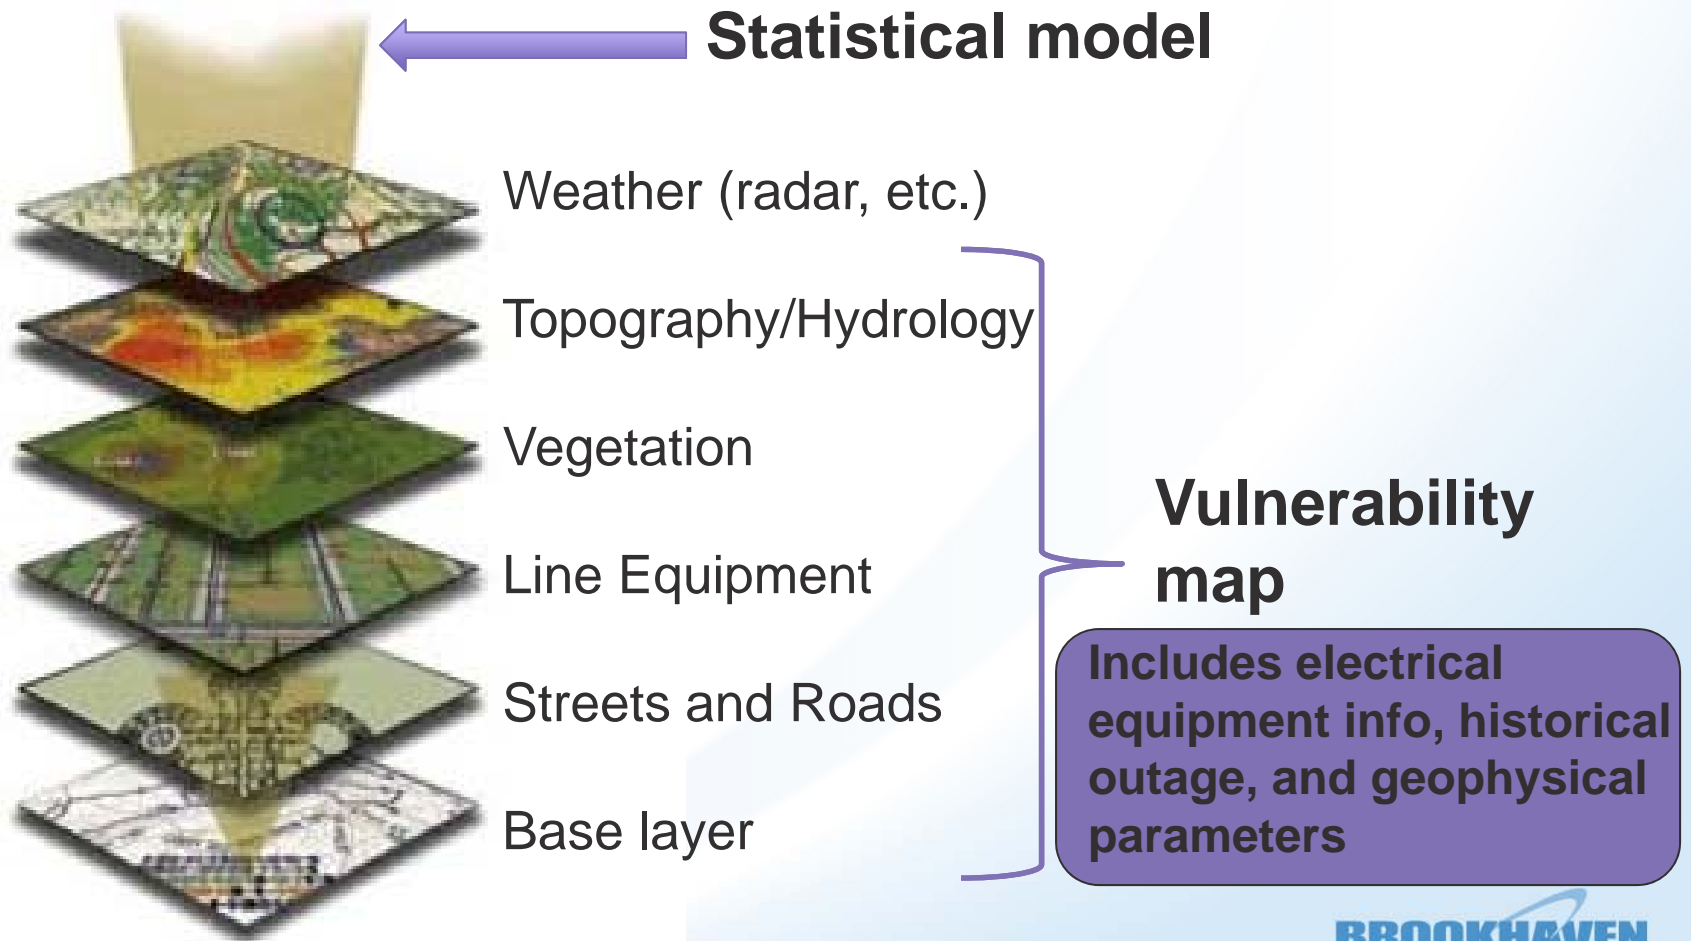 Statistical model
Weather (radar, etc.)
Topography/Hydrology
Vegetation
Line Equipment
Streets and Roads
Base layer
Vulnerability
map
Includes electrical
equipment info, historical
outage, and geophysical
parameters
BROOKHAVEN